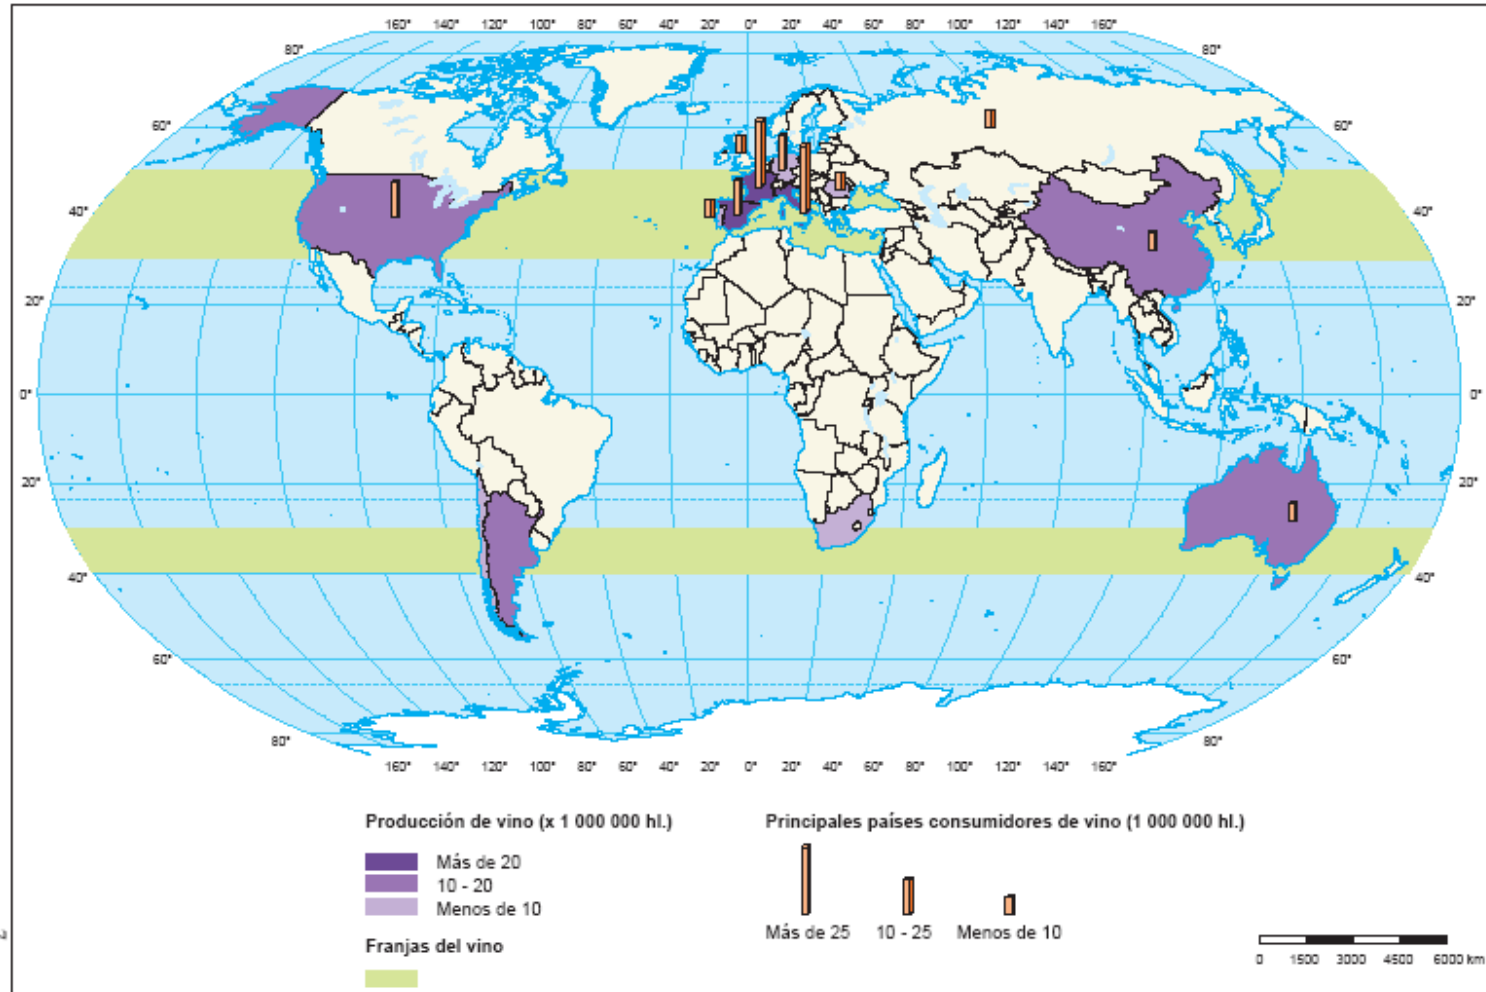 160° 140° 120° 100° 80° 60° 40° 20° 0° 20° 40° 60° 80° 100° 120° 140° 160°
80° 80°
60° 60°
40° 40°
20° 20°
0° 0°
20° 20°
40° 40°
60° 60°
80° 80°
160° 140° 120° 100° 80° 60° 40° 20° 0° 20° 40° 60° 80° 100° 120° 140° 160°
Producción de vino (x 1 000 000 hl.)
Más de 20
10 - 20
Menos de 10
Franjas del vino
Principales países consumidores de vino (1 000 000 hl.)
Más de 25 10 - 25 Menos de 10
0 1500 3000 4500 6000 km